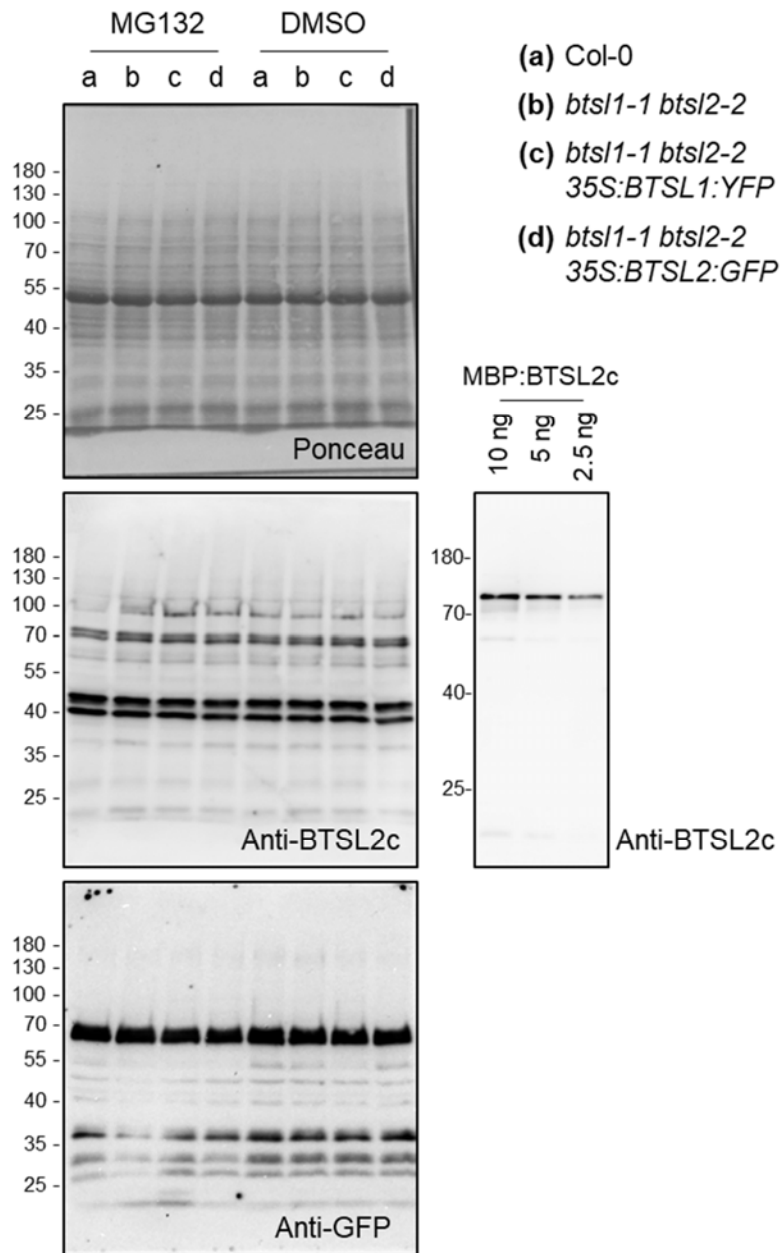 MG132 DMSO
a b c d a b c d
(a) Col-0
(b) btsl1-1 btsl2-2
(c) btsl1-1 btsl2-2
35S:BTSL1:YFP
(d) btsl1-1 btsl2-2
35S:BTSL2:GFP
180 -
130 -
100 -
70 -
55 -
40 -
35 -
25 -
Ponceau
180 -
130 -
100 -
70 -
55 -
40 -
35 -
25 -
Anti-BTSL2c
MBP:BTSL2c
10 ng
5 ng
2.5 ng
180-
70-
40-
25-
Anti-BTSL2c
180 -
130 -
100 -
70 -
55 -
40 -
35 -
25 -
Anti-GFP